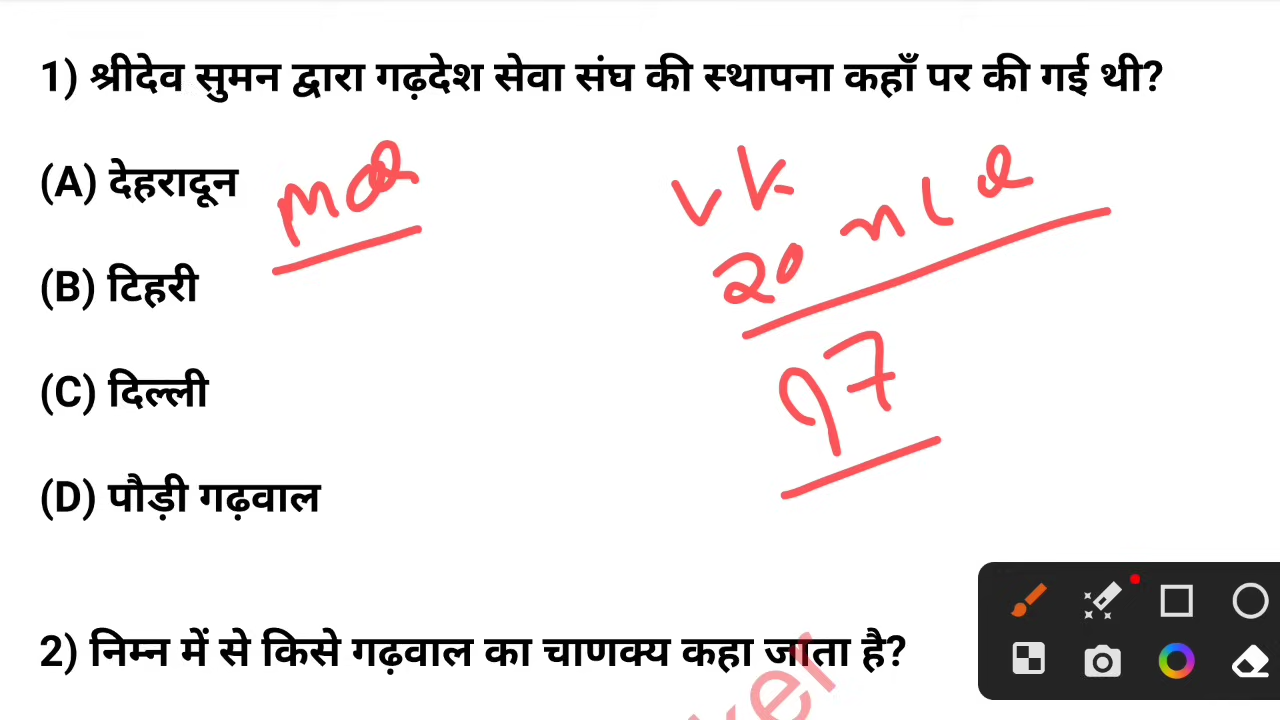 1) श्रीदेव सुमन द्वारा गढ़देश सेवा संघ की स्थापना कहाँ पर की गई थी?
(A) देहरादून
(B) टिहरी
(C) दिल्ली
(D) पौड़ी गढ़वाल
2) निम्न में से किसे गढ़वाल का चाणक्य कहा जाता है?